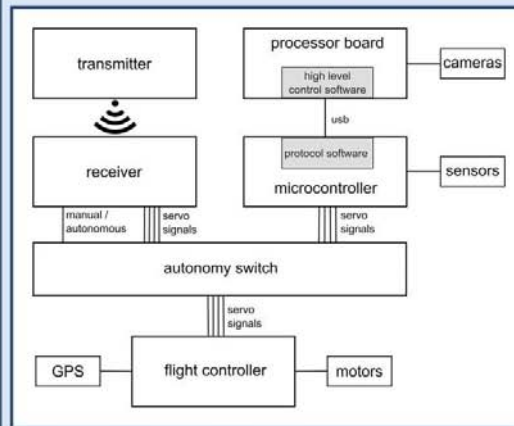 transmitter
processor board
high level
control software
cameras
usb
receiver
protocol software
microcontroller
sensors
manual /
autonomous
servo
signals
servo
signals
autonomy switch
servo
signals
GPS
flight controller
motors